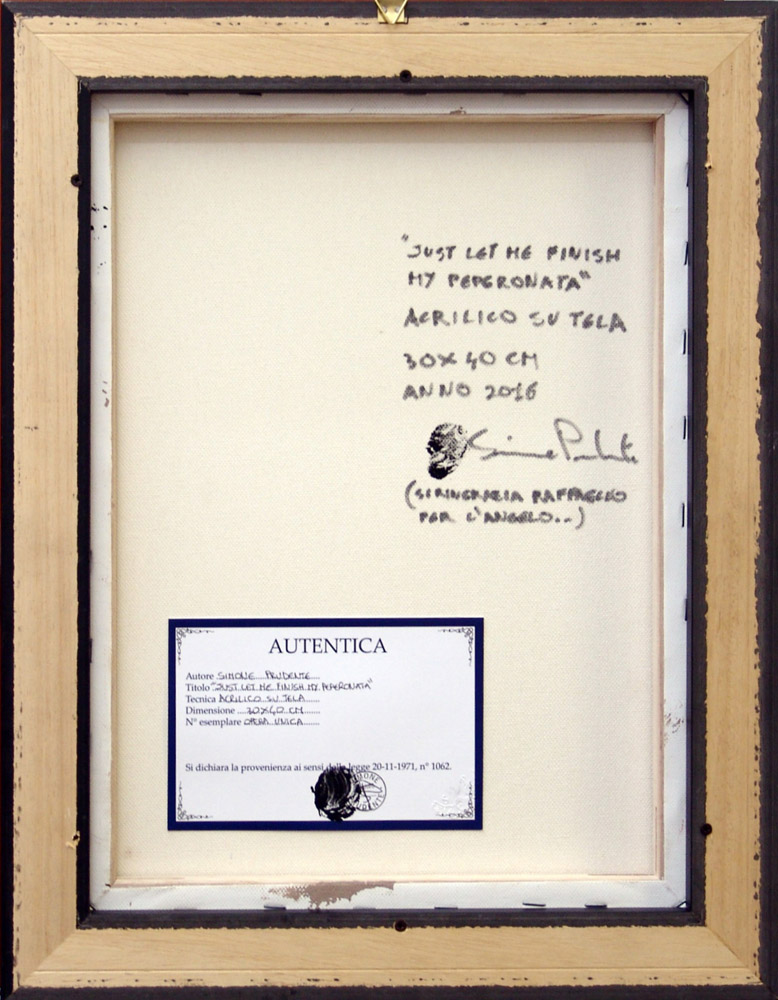 "JUST LET ME FINISH
MY PEPERONATA"
ACRILICO SU TELA
30X40 CM
ANNO 2016
Simone Prudente
(SI RINGRAZIA RAFFAELLO
PER L'ANGELO...)
AUTENTICA
Autore SIMONE PRUDENTE
Titolo "JUST LET ME FINISH MY PEPERONATA"
Tecnica ACRILICO SU TELA
Dimensione 30X40 CM
N° esemplare OPERA UNICA
Si dichiara la provenienza ai sensi della legge 20-11-1971, n° 1062.